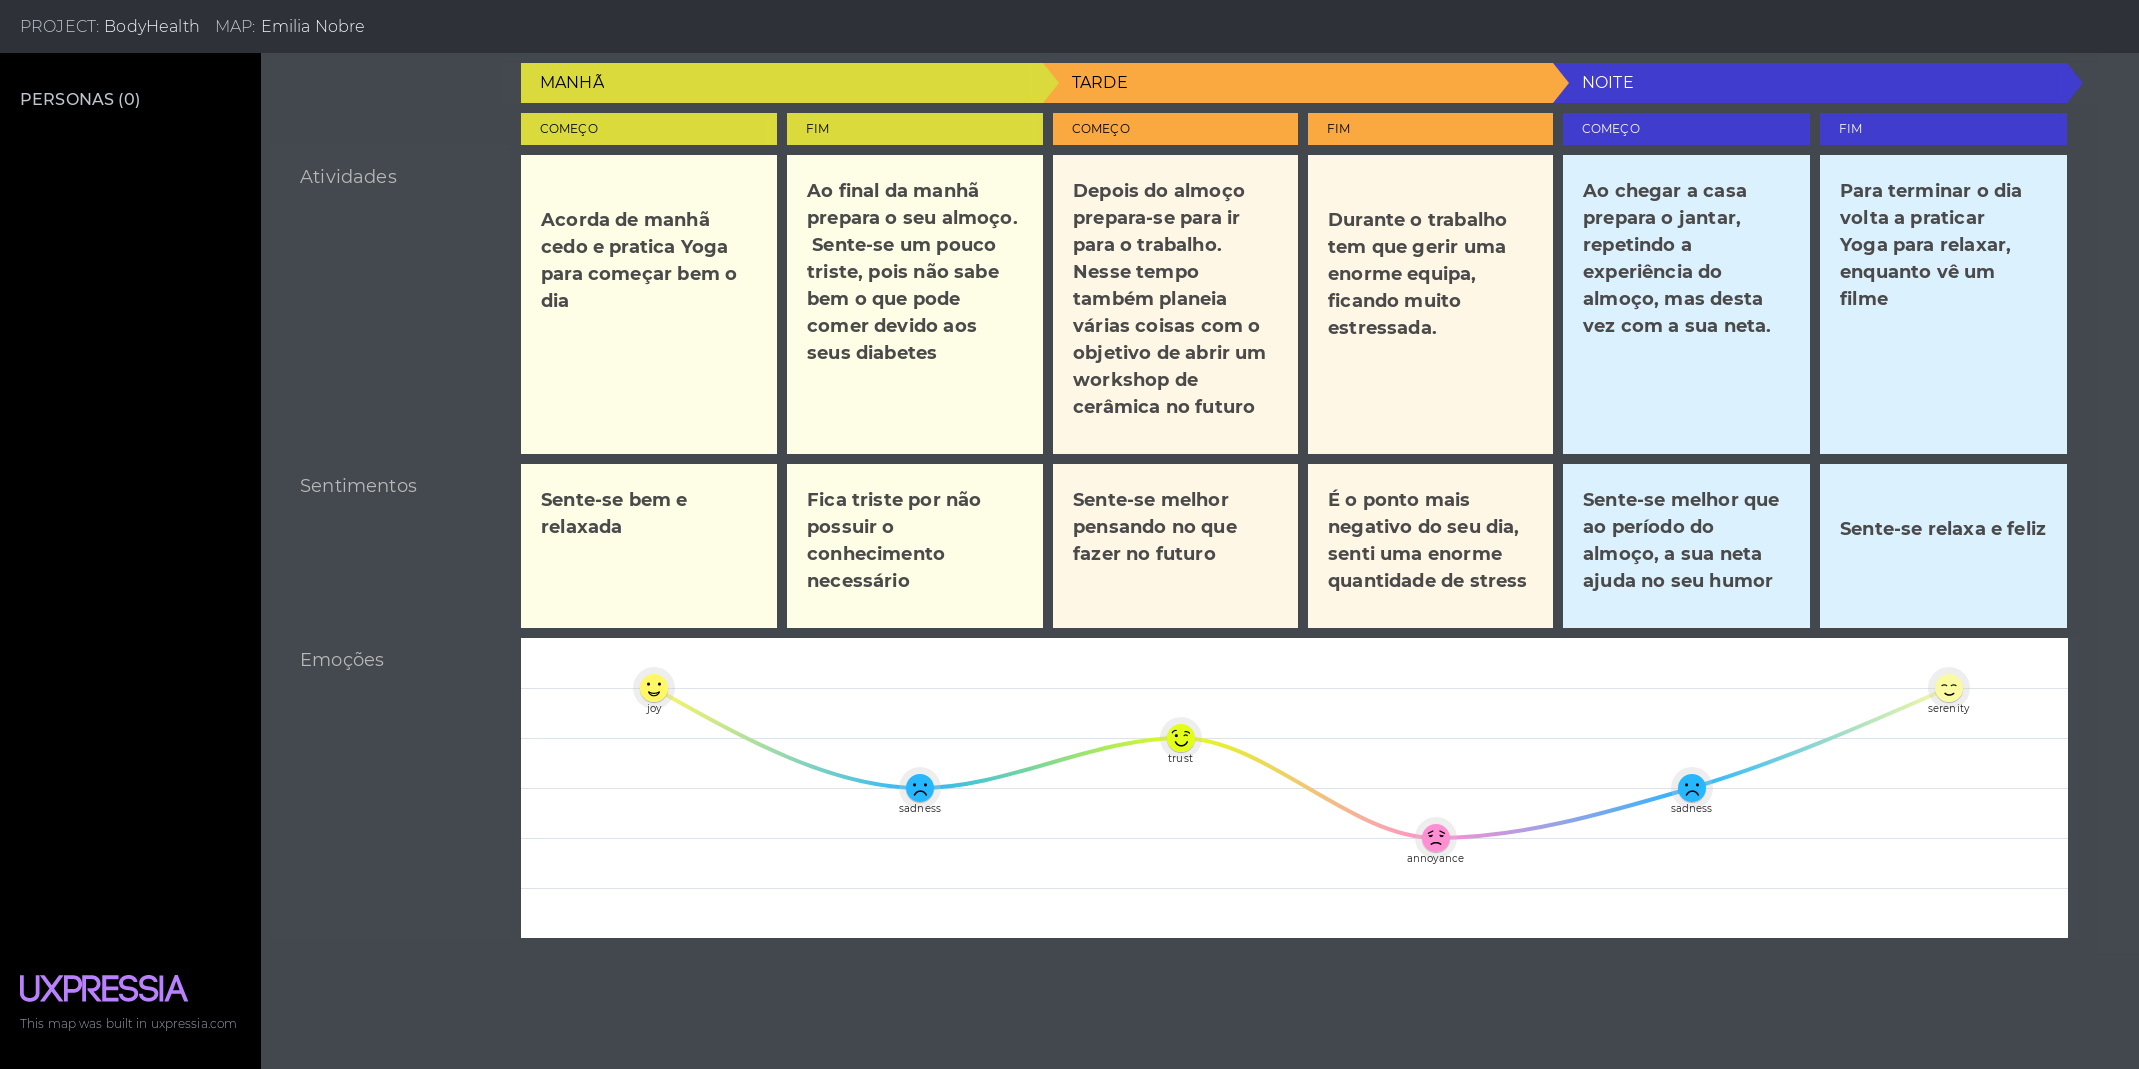 PROJECT: BodyHealth MAP: Emilia Nobre
PERSONAS (0)
MANHÃ
TARDE
NOITE
COMEÇO
FIM
COMEÇO
FIM
COMEÇO
FIM
Atividades
Acorda de manhã
cedo e pratica Yoga
para começar bem o
dia
Ao final da manhã
prepara o seu almoço.
Sente-se um pouco
triste, pois não sabe
bem o que pode
comer devido aos
seus diabetes
Depois do almoço
prepara-se para ir
para o trabalho.
Nesse tempo
também planeia
várias coisas com o
objetivo de abrir um
workshop de
cerâmica no futuro
Durante o trabalho
tem que gerir uma
enorme equipa,
ficando muito
estressada.
Ao chegar a casa
prepara o jantar,
repetindo a
experiência do
almoço, mas desta
vez com a sua neta.
Para terminar o dia
volta a praticar
Yoga para relaxar,
enquanto vê um
filme
Sentimentos
Sente-se bem e
relaxada
Fica triste por não
possuir o
conhecimento
necessário
Sente-se melhor
pensando no que
fazer no futuro
É o ponto mais
negativo do seu dia,
senti uma enorme
quantidade de stress
Sente-se melhor que
ao período do
almoço, a sua neta
ajuda no seu humor
Sente-se relaxa e feliz
Emoções
joy
sadness
trust
annoyance
sadness
serenity
UXPRESSIA
This map was built in uxpressia.com